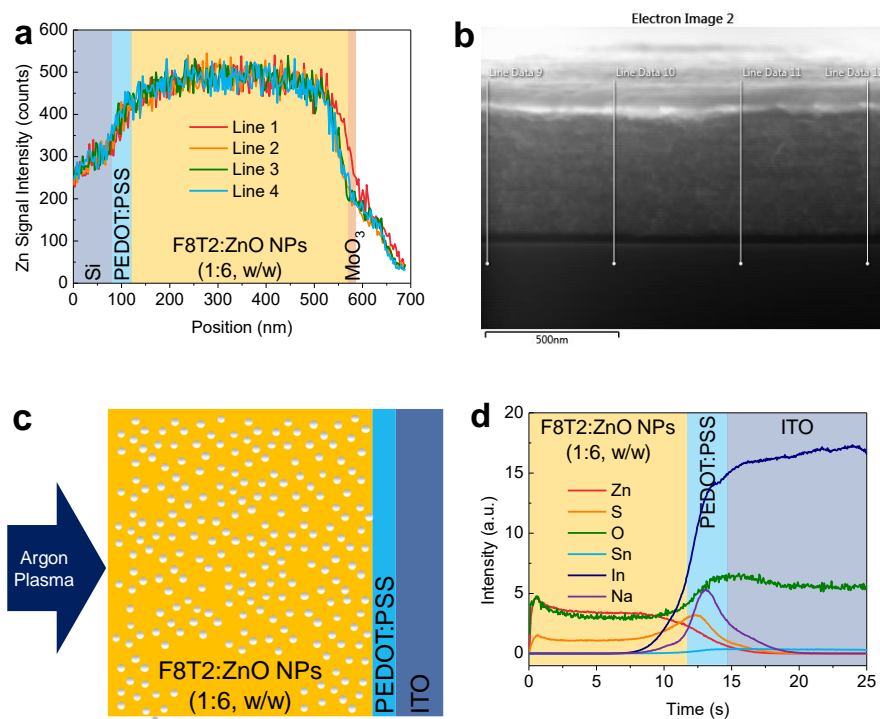 a
600
500
400
300
200
100
0
Zn Signal Intensity (counts)
Line 1
Line 2
Line 3
Line 4
Si
PEDOT:PSS
F8T2:ZnO NPs
(1:6, w/w)
MoO₃
0 100 200 300 400 500 600 700
Position (nm)
b
Electron Image 2
Line Data 9
Line Data 10
Line Data 11
500nm
c
Argon
Plasma
F8T2:ZnO NPs
(1:6, w/w)
PEDOT:PSS
ITO
d
20
15
10
5
0
Intensity (a.u.)
F8T2:ZnO NPs
(1:6, w/w)
PEDOT:PSS
ITO
Zn
S
O
Sn
In
Na
0 5 10 15 20 25
Time (s)